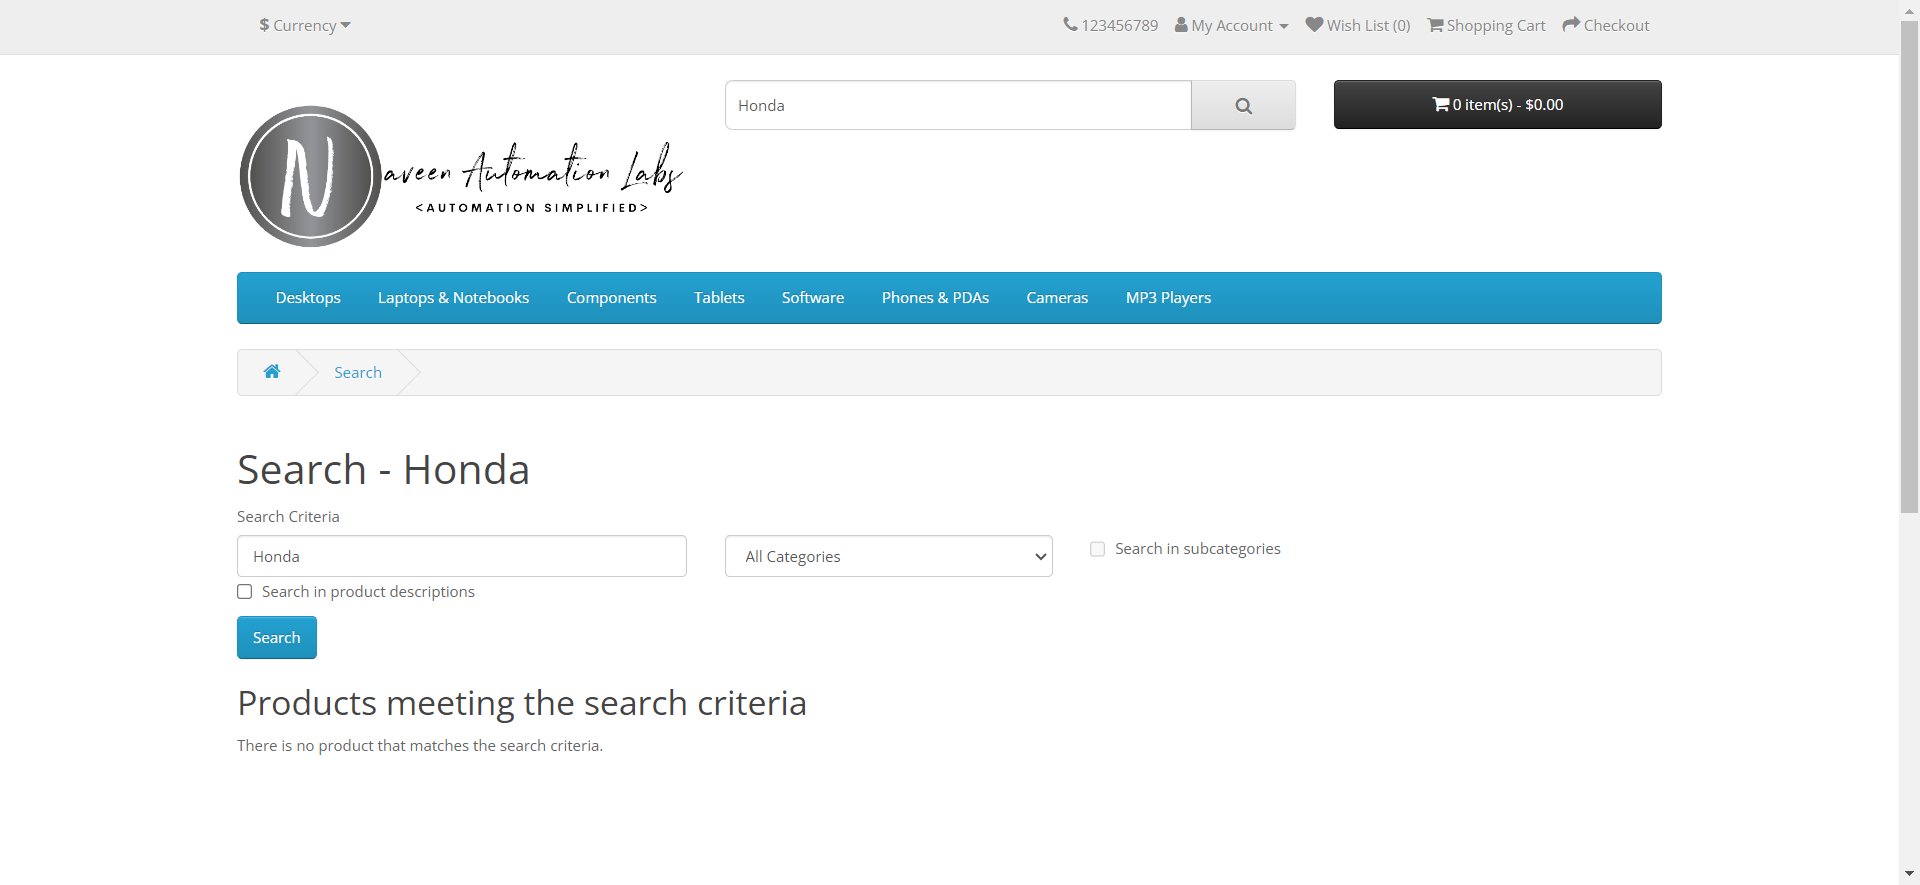 $ Currency
123456789 My Account Wish List (0) Shopping Cart Checkout
Honda
0 item(s) - $0.00
N
aveen Automation Labs
<AUTOMATION SIMPLIFIED>
Desktops Laptops & Notebooks Components Tablets Software Phones & PDAs Cameras MP3 Players
Search
Search - Honda
Search Criteria
Honda All Categories Search in subcategories
Search in product descriptions
Search
Products meeting the search criteria
There is no product that matches the search criteria.